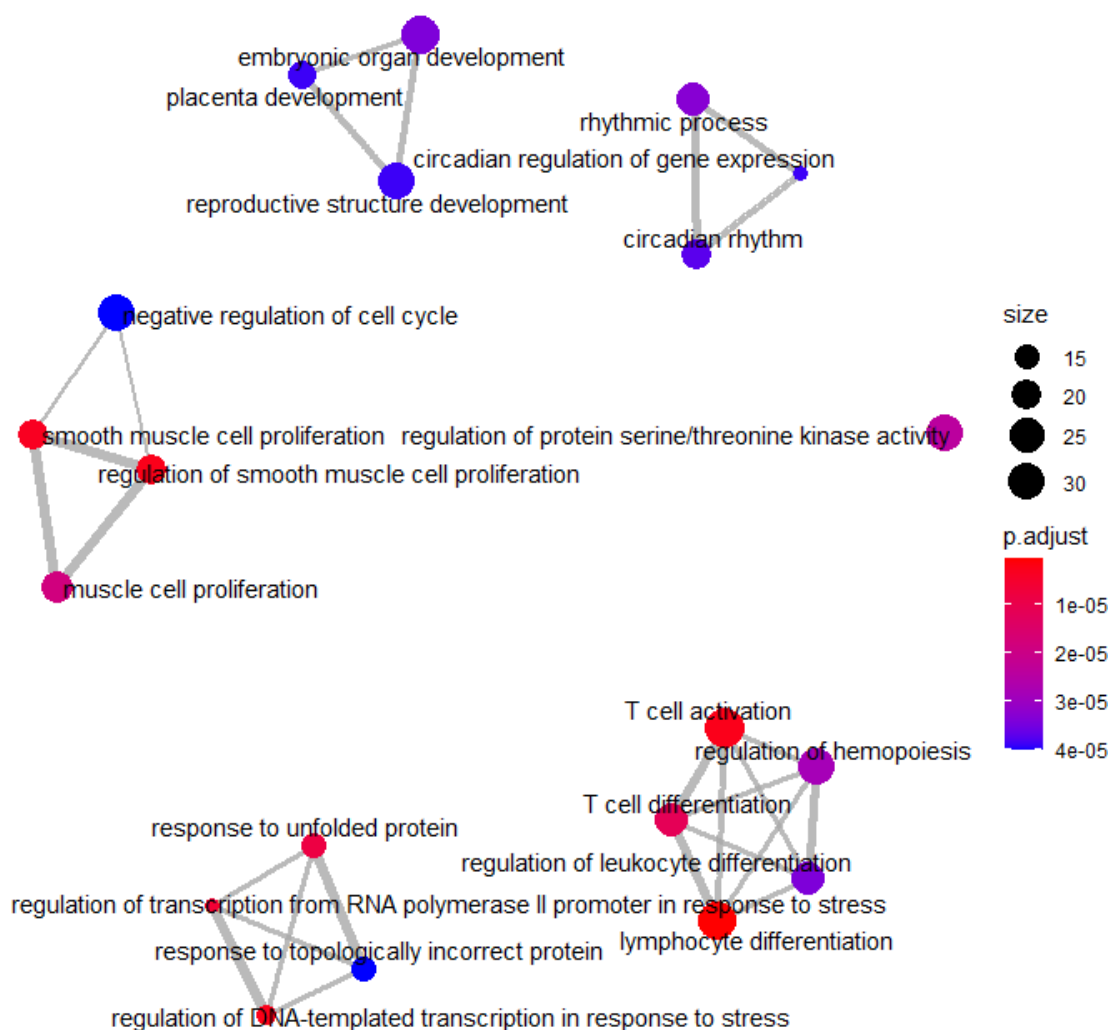 embryonic organ development
placenta development
rhythmic process
circadian regulation of gene expression
reproductive structure development
circadian rhythm
negative regulation of cell cycle
smooth muscle cell proliferation
regulation of protein serine/threonine kinase activity
regulation of smooth muscle cell proliferation
muscle cell proliferation
size
15
20
25
30
p.adjust
1e-05
2e-05
3e-05
4e-05
T cell activation
regulation of hemopoiesis
T cell differentiation
response to unfolded protein
regulation of leukocyte differentiation
regulation of transcription from RNA polymerase II promoter in response to stress
response to topologically incorrect protein
lymphocyte differentiation
regulation of DNA-templated transcription in response to stress